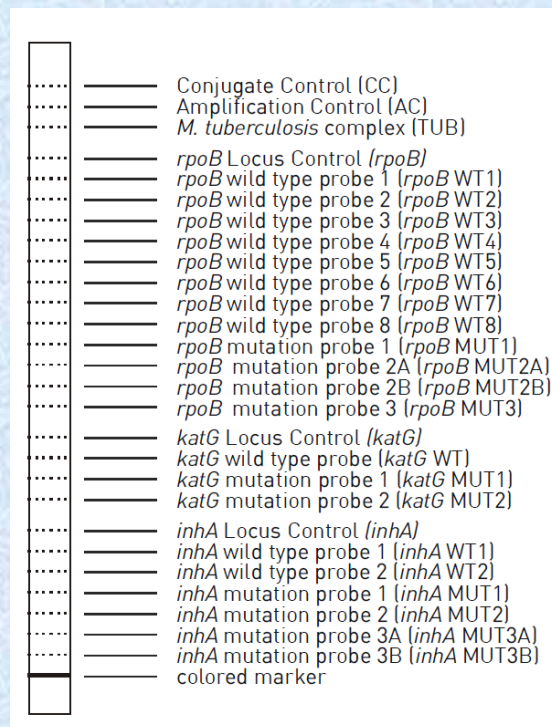 Conjugate Control (CC)
Amplification Control (AC)
M. tuberculosis complex (TUB)
rpoB Locus Control (rpoB)
rpoB wild type probe 1 (rpoB WT1)
rpoB wild type probe 2 (rpoB WT2)
rpoB wild type probe 3 (rpoB WT3)
rpoB wild type probe 4 (rpoB WT4)
rpoB wild type probe 5 (rpoB WT5)
rpoB wild type probe 6 (rpoB WT6)
rpoB wild type probe 7 (rpoB WT7)
rpoB wild type probe 8 (rpoB WT8)
rpoB mutation probe 1 (rpoB MUT1)
rpoB mutation probe 2A (rpoB MUT2A)
rpoB mutation probe 2B (rpoB MUT2B)
rpoB mutation probe 3 (rpoB MUT3)
katG Locus Control (katG)
katG wild type probe (katG WT)
katG mutation probe 1 (katG MUT1)
katG mutation probe 2 (katG MUT2)
inhA Locus Control (inhA)
inhA wild type probe 1 (inhA WT1)
inhA wild type probe 2 (inhA WT2)
inhA mutation probe 1 (inhA MUT1)
inhA mutation probe 2 (inhA MUT2)
inhA mutation probe 3A (inhA MUT3A)
inhA mutation probe 3B (inhA MUT3B)
colored marker